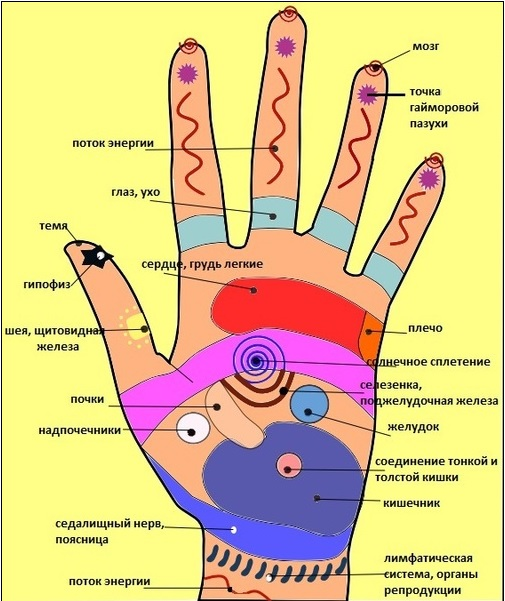 мозг
точка
гайморовой
пазухи
поток энергии
глаз, ухо
темя
сердце, грудь легкие
гипофиз
шея, щитовидная
железа
плечо
солнечное сплетение
селезенка,
поджелудочная железа
почки
надпочечники
желудок
соединение тонкой и
толстой кишки
кишечник
седалищный нерв,
поясница
лимфатическая
система, органы
репродукции
поток энергии